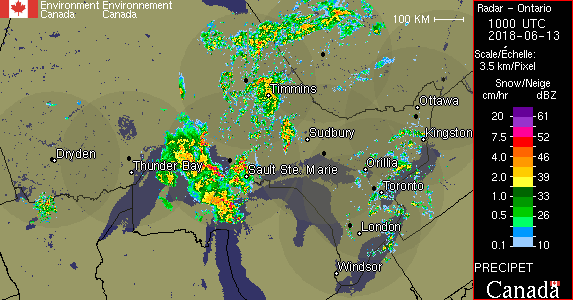 Environment Environnement
Canada Canada
100 KM
Timmins
Ottawa
Sudbury
Kingston
Dryden
Thunder Bay
Sault Ste. Marie
Orillia
Toronto
London
Windsor
Radar - Ontario
1000 UTC
2018-06-13
Scale/Échelle:
3.5 km/Pixel
Snow/Neige
cm/hr dBZ
20 61
7.5 52
4.0 46
2.0 39
1.0 33
0.5 26
0.1 10
PRECIPET
Canada